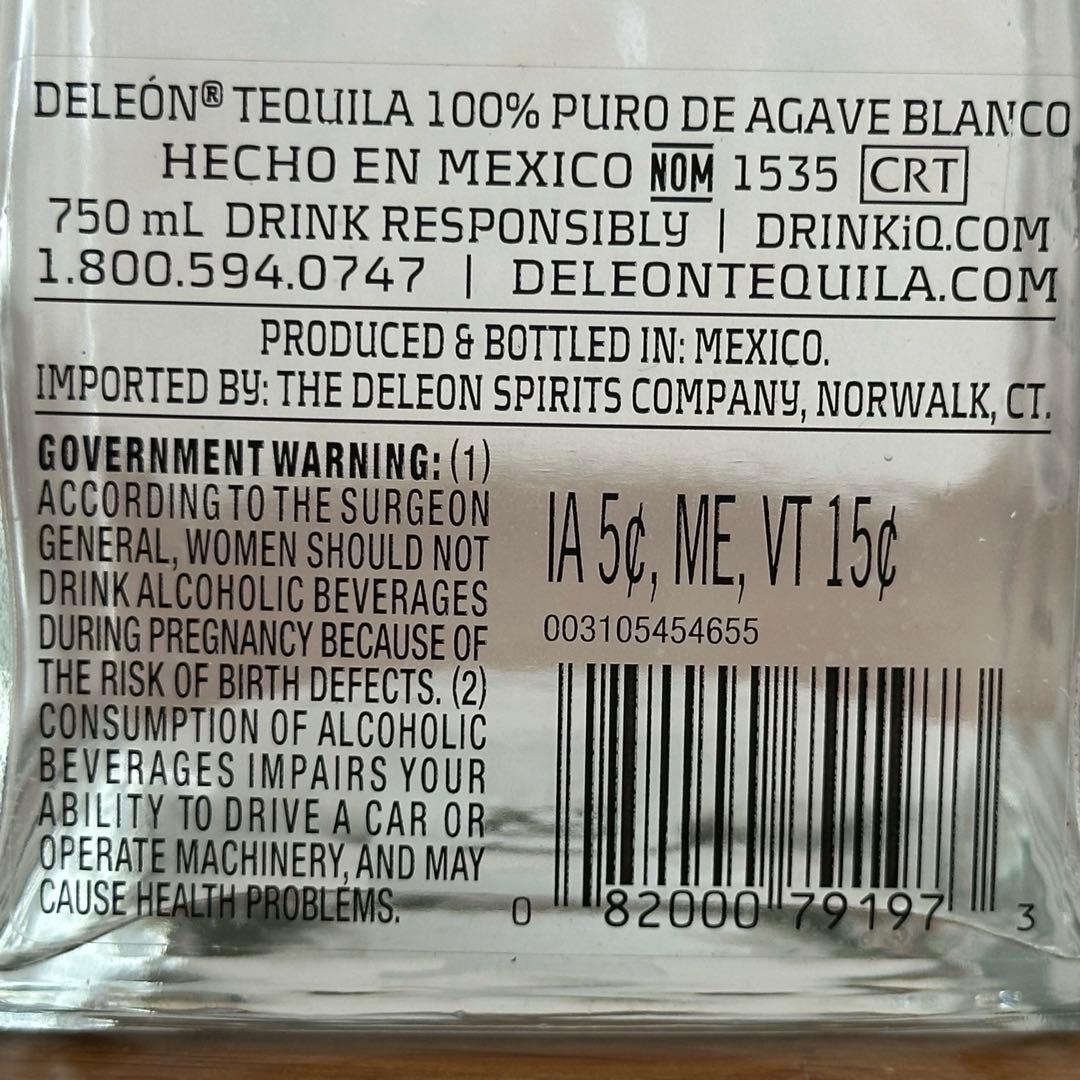 DELEÓN® TEQUILA 100% PURO DE AGAVE BLANCO
HECHO EN MEXICO NOM 1535 CRT
750 mL DRINK RESPONSIBLY | DRINKiQ.COM
1.800.594.0747 | DELEONTEQUILA.COM
PRODUCED & BOTTLED IN: MEXICO.
IMPORTED BY: THE DELEON SPIRITS COMPANY, NORWALK, CT.
GOVERNMENT WARNING: (1)
ACCORDING TO THE SURGEON
GENERAL, WOMEN SHOULD NOT
DRINK ALCOHOLIC BEVERAGES
DURING PREGNANCY BECAUSE OF
THE RISK OF BIRTH DEFECTS. (2)
CONSUMPTION OF ALCOHOLIC
BEVERAGES IMPAIRS YOUR
ABILITY TO DRIVE A CAR OR
OPERATE MACHINERY, AND MAY
CAUSE HEALTH PROBLEMS.
IA 5¢, ME, VT 15¢
003105454655
0 82000 79197 3